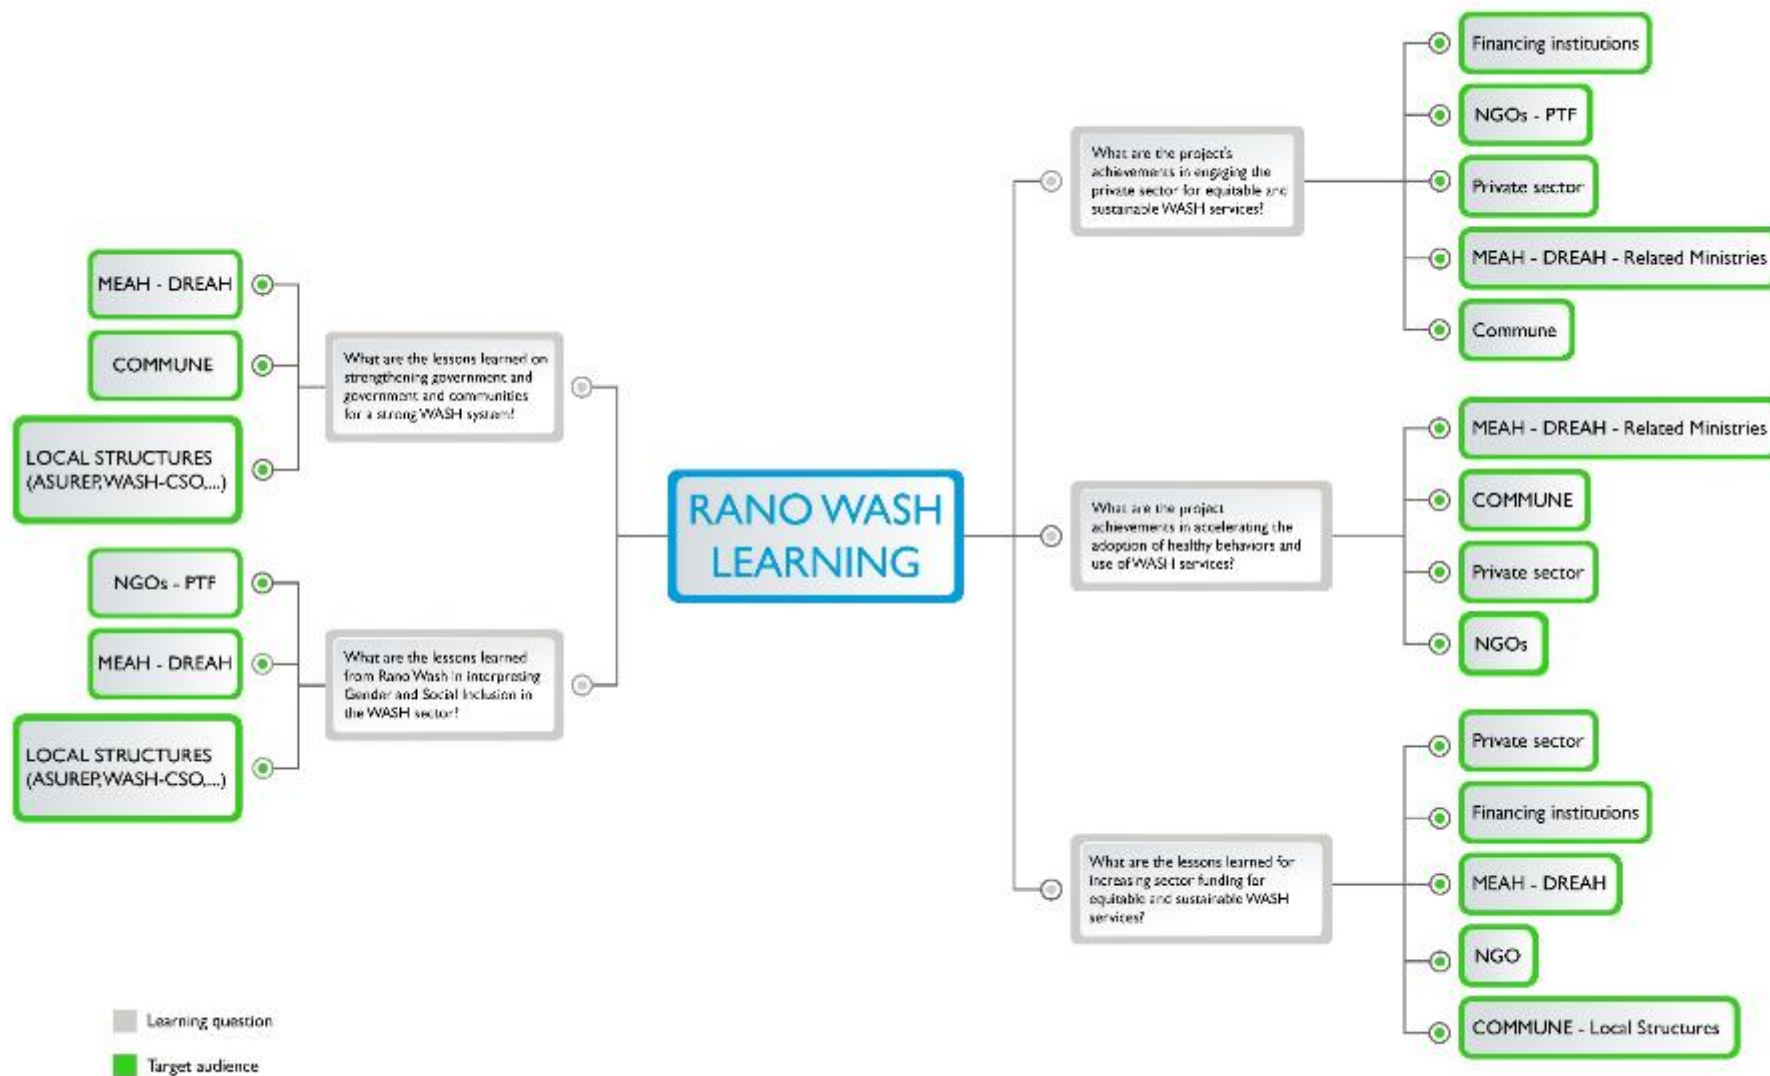 MEAH - DREAH
COMMUNE
LOCAL STRUCTURES
(ASUREP,WASH-CSO,...)
What are the lessons learned on
strengthening government and
government and communities
for a strong WASH system?
NGOs - PTF
MEAH - DREAH
LOCAL STRUCTURES
(ASUREP,WASH-CSO,...)
What are the lessons learned
from Rano Wash in interpreting
Gender and Social Inclusion in
the WASH sector?
RANO WASH
LEARNING
What are the project's
achievements in engaging the
private sector for equitable and
sustainable WASH services?
Financing institutions
NGOs - PTF
Private sector
MEAH - DREAH - Related Ministries
Commune
What are the project
achievements in accelerating the
adoption of healthy behaviors and
use of WASH services?
MEAH - DREAH - Related Ministries
COMMUNE
Private sector
NGOs
What are the lessons learned for
increasing sector funding for
equitable and sustainable WASH
services?
Private sector
Financing institutions
MEAH - DREAH
NGO
COMMUNE - Local Structures
Learning question
Target audience